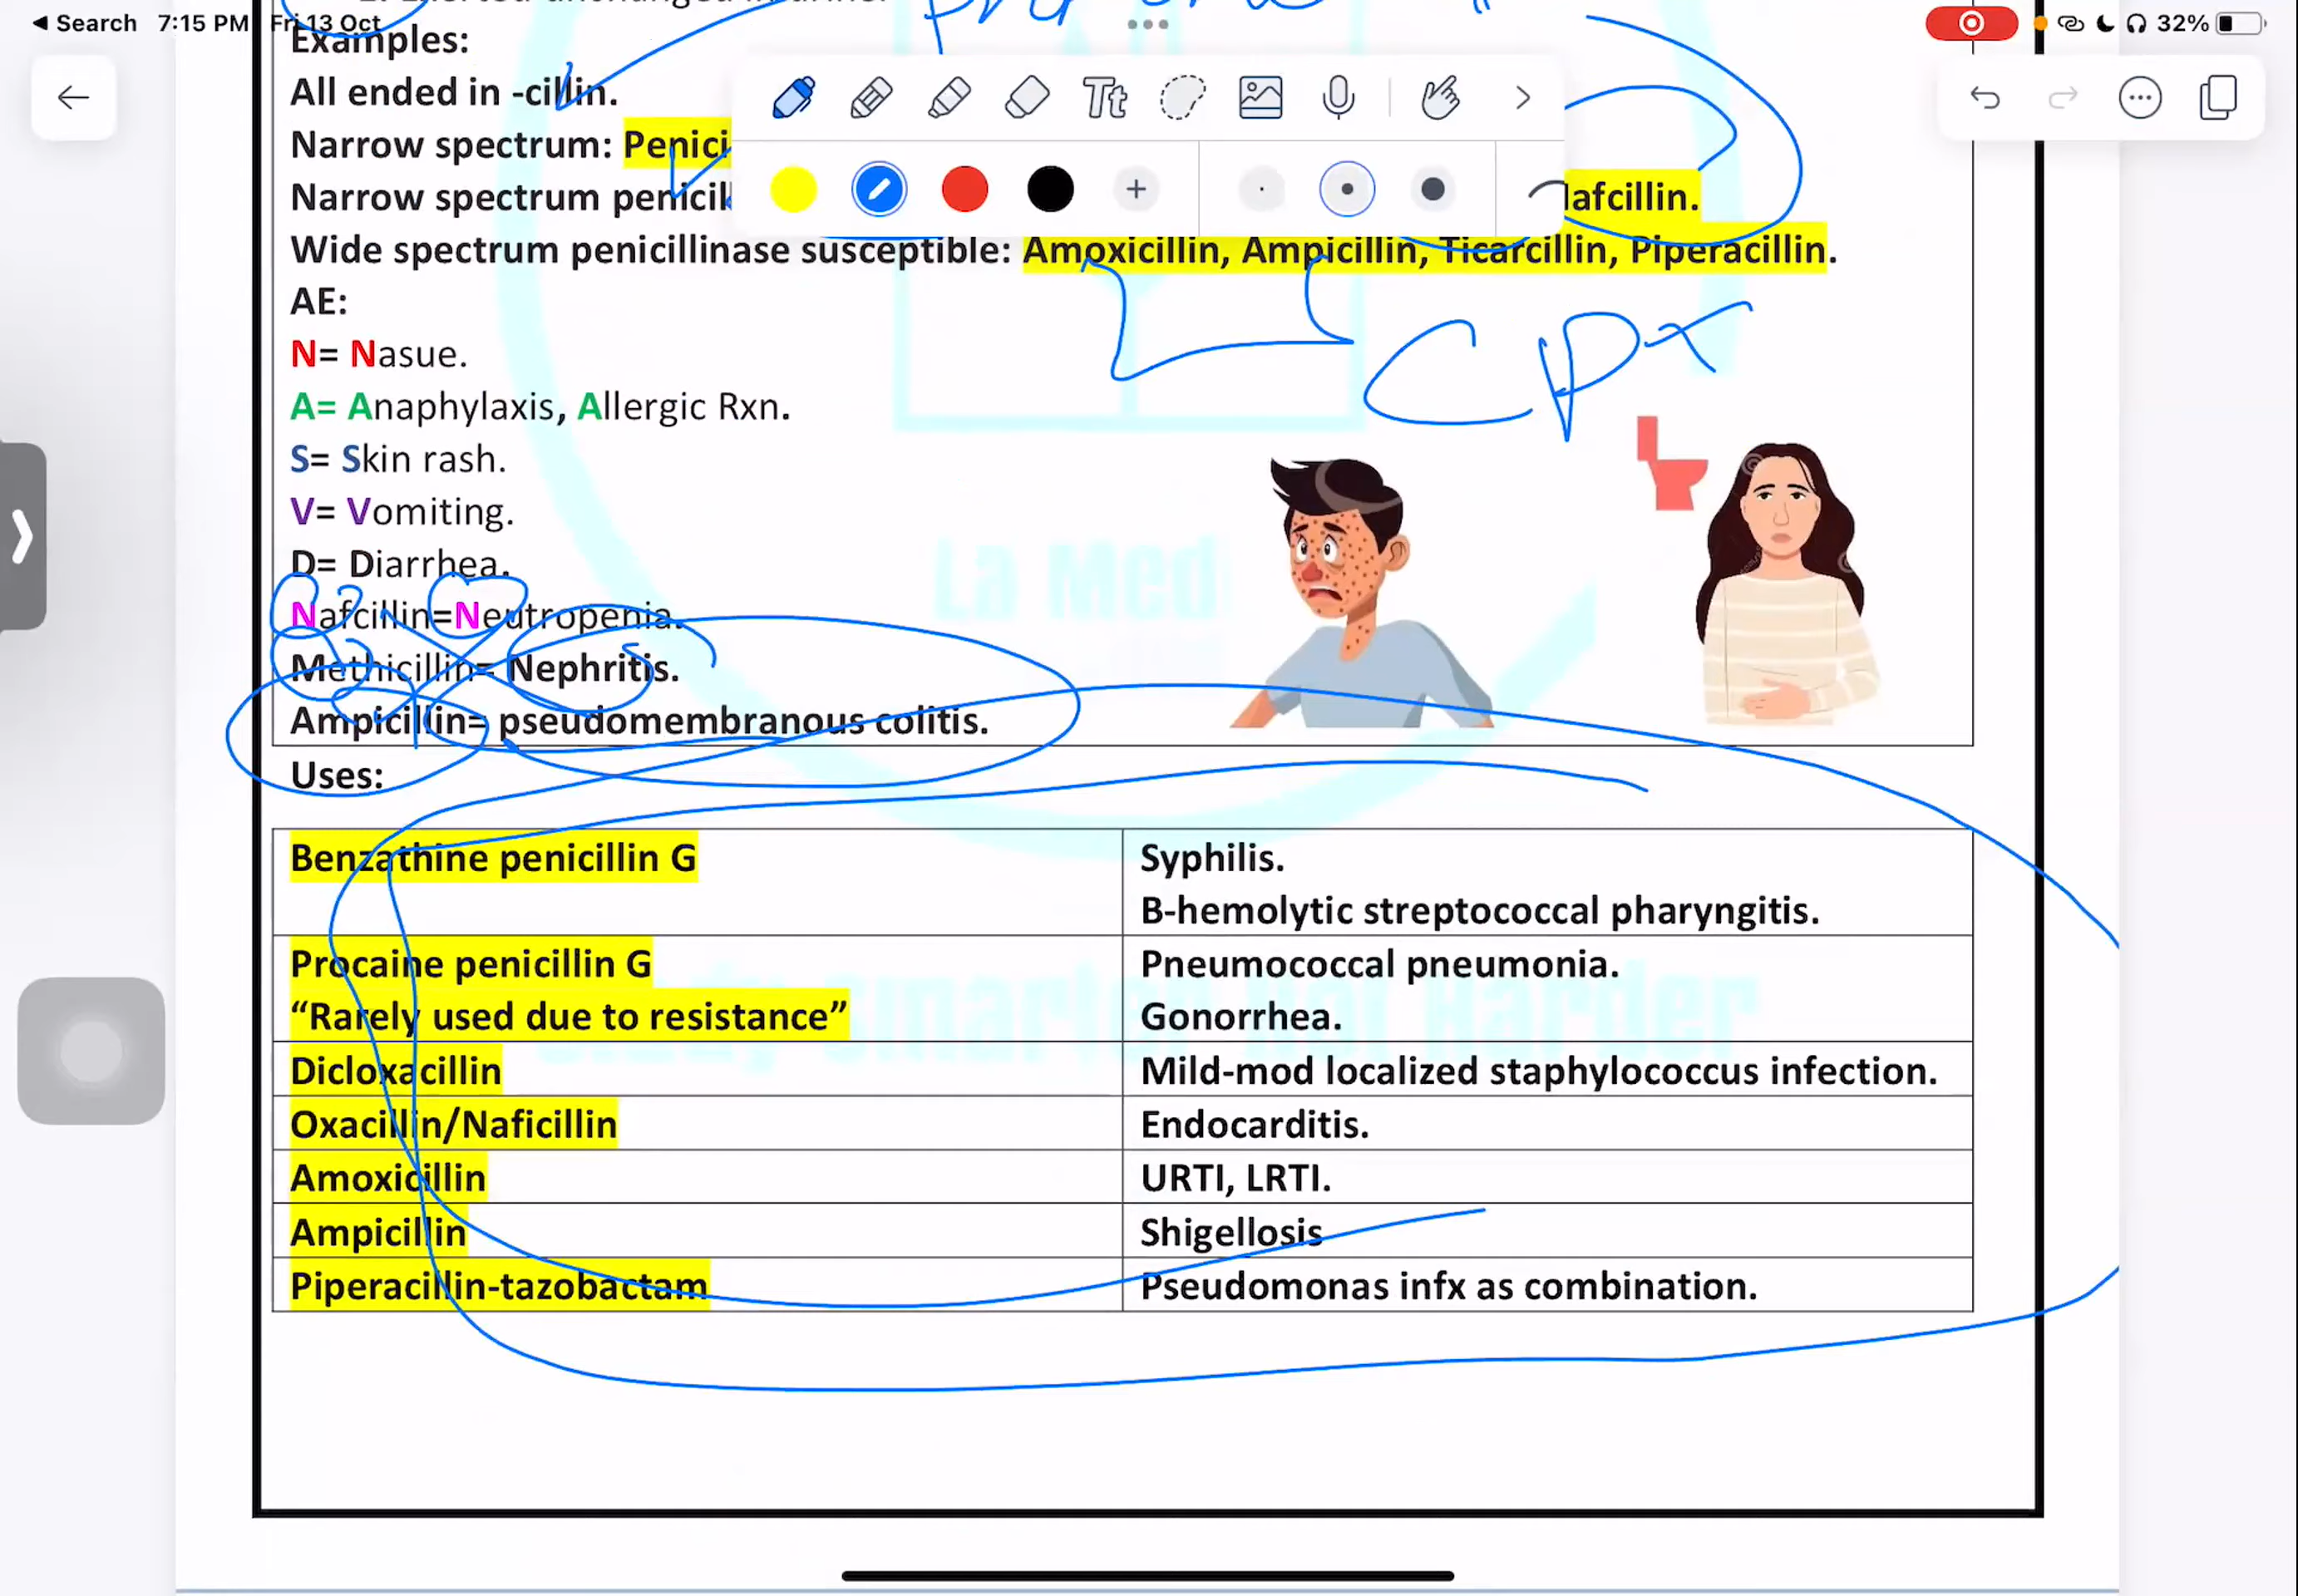 Search 7:15 PM Fri 13 Oct 32%
Examples:
All ended in -cillin.
Tt
Narrow spectrum: Penici
Narrow spectrum penicil lafcillin.
Wide spectrum penicillinase susceptible: Amoxicillin, Ampicillin, Ticarcillin, Piperacillin.
AE:
CPX
N= Nasue.
A= Anaphylaxis, Allergic Rxn.
S= Skin rash.
V= Vomiting.
D= Diarrhea.
La Med
Nafcillin=Neutropenia.
Methicillin= Nephritis.
Ampicillin= pseudomembranous colitis.
Uses:
Benzathine penicillin G Syphilis.
B-hemolytic streptococcal pharyngitis.
Procaine penicillin G Pneumococcal pneumonia.
“Rarely used due to resistance” Gonorrhea.
Dicloxacillin Mild-mod localized staphylococcus infection.
Oxacillin/Naficillin Endocarditis.
Amoxicillin URTI, LRTI.
Ampicillin Shigellosis
Piperacillin-tazobactam Pseudomonas infx as combination.